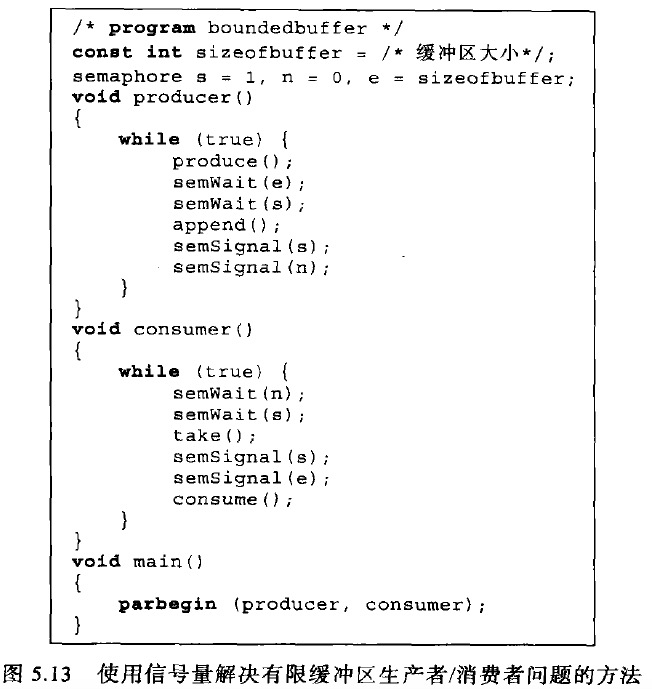 /* program boundedbuffer */
const int sizeofbuffer = /* 缓冲区大小*/;
semaphore s = 1, n = 0, e = sizeofbuffer;
void producer()
{
    while (true) {
        produce();
        semWait(e);
        semWait(s);
        append();
        semSignal(s);
        semSignal(n);
    }
}
void consumer()
{
    while (true) {
        semWait(n);
        semWait(s);
        take();
        semSignal(s);
        semSignal(e);
        consume();
    }
}
void main()
{
    parbegin (producer, consumer);
}
图 5.13 使用信号量解决有限缓冲区生产者/消费者问题的方法